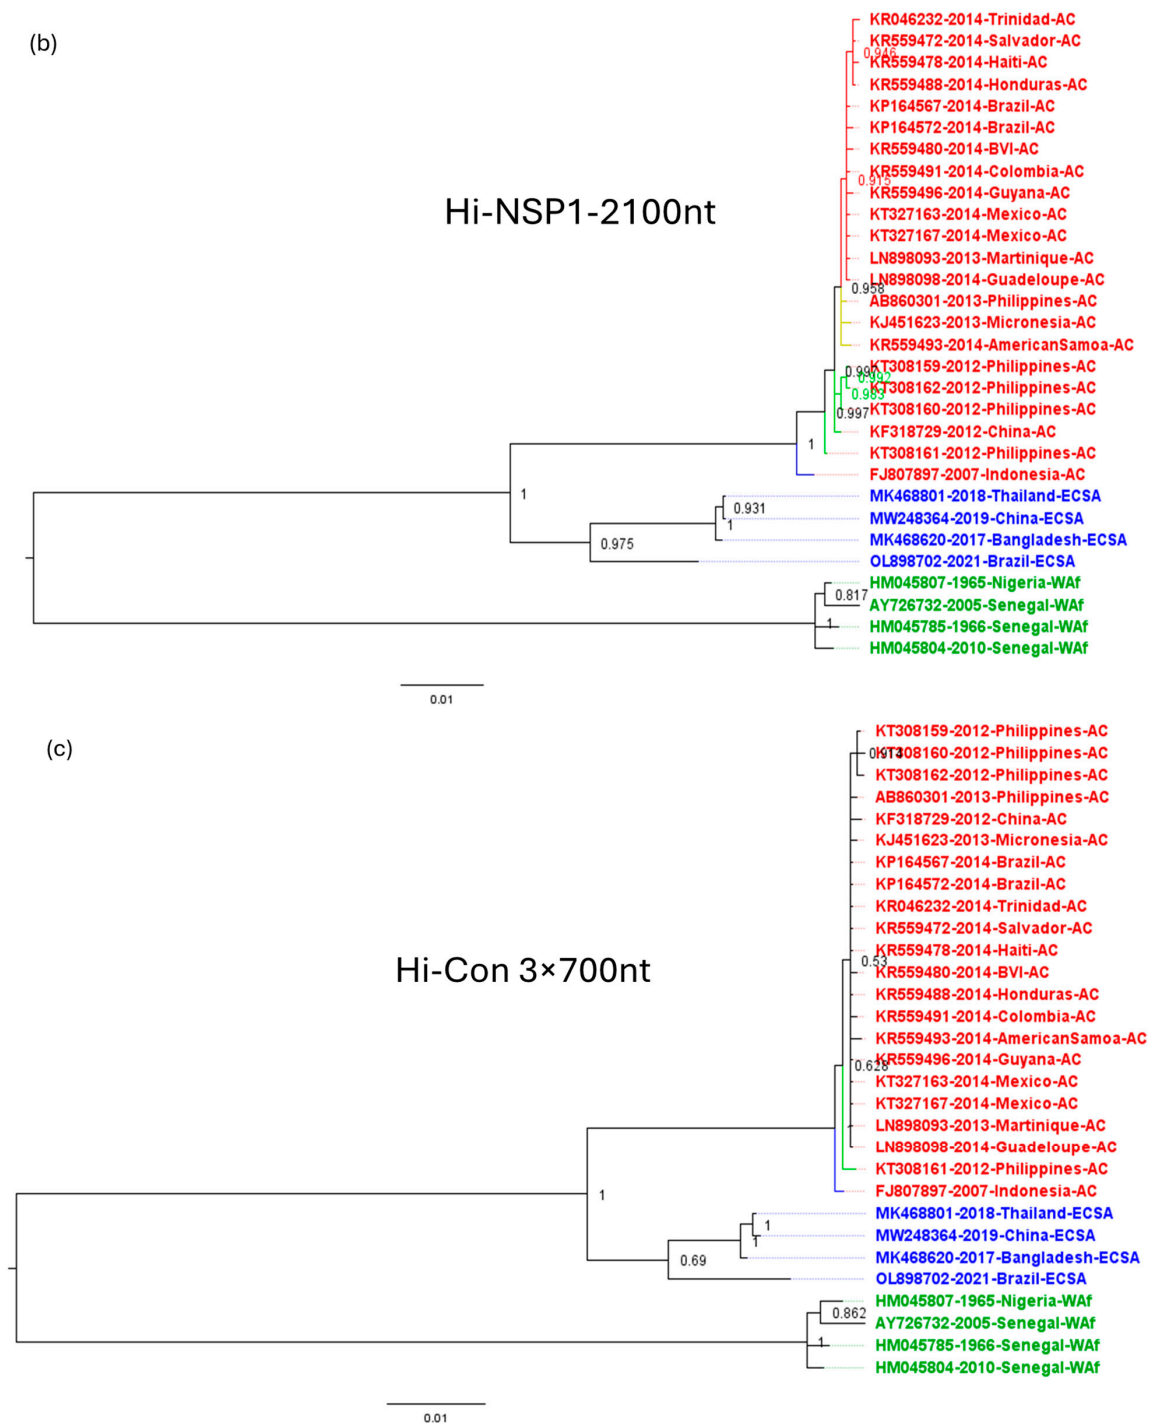 (b)
KR046232-2014-Trinidad-AC
KR559472-2014-Salvador-AC
0.946
KR559478-2014-Haiti-AC
KR559488-2014-Honduras-AC
KP164567-2014-Brazil-AC
KP164572-2014-Brazil-AC
KR559480-2014-BVI-AC
KR559491-2014-Colombia-AC
0.915
KR559496-2014-Guyana-AC
Hi-NSP1-2100nt
KT327163-2014-Mexico-AC
KT327167-2014-Mexico-AC
LN898093-2013-Martinique-AC
LN898098-2014-Guadeloupe-AC
0.958
AB860301-2013-Philippines-AC
KJ451623-2013-Micronesia-AC
KR559493-2014-AmericanSamoa-AC
KT308159-2012-Philippines-AC
0.992
KT308162-2012-Philippines-AC
0.983
KT308160-2012-Philippines-AC
0.997
KF318729-2012-China-AC
1
KT308161-2012-Philippines-AC
FJ807897-2007-Indonesia-AC
1
MK468801-2018-Thailand-ECSA
0.931
MW248364-2019-China-ECSA
1
MK468620-2017-Bangladesh-ECSA
0.975
OL898702-2021-Brazil-ECSA
HM045807-1965-Nigeria-WAf
0.817
AY726732-2005-Senegal-WAf
HM045785-1966-Senegal-WAf
1
HM045804-2010-Senegal-WAf
0.01
(c)
KT308159-2012-Philippines-AC
KT308160-2012-Philippines-AC
KT308162-2012-Philippines-AC
AB860301-2013-Philippines-AC
KF318729-2012-China-AC
KJ451623-2013-Micronesia-AC
KP164567-2014-Brazil-AC
KP164572-2014-Brazil-AC
KR046232-2014-Trinidad-AC
KR559472-2014-Salvador-AC
KR559478-2014-Haiti-AC
0.53
Hi-Con 3×700nt
KR559480-2014-BVI-AC
KR559488-2014-Honduras-AC
KR559491-2014-Colombia-AC
KR559493-2014-AmericanSamoa-AC
KR559496-2014-Guyana-AC
0.628
KT327163-2014-Mexico-AC
KT327167-2014-Mexico-AC
LN898093-2013-Martinique-AC
LN898098-2014-Guadeloupe-AC
KT308161-2012-Philippines-AC
FJ807897-2007-Indonesia-AC
1
MK468801-2018-Thailand-ECSA
1
MW248364-2019-China-ECSA
1
MK468620-2017-Bangladesh-ECSA
0.69
OL898702-2021-Brazil-ECSA
HM045807-1965-Nigeria-WAf
0.862
AY726732-2005-Senegal-WAf
HM045785-1966-Senegal-WAf
1
HM045804-2010-Senegal-WAf
0.01